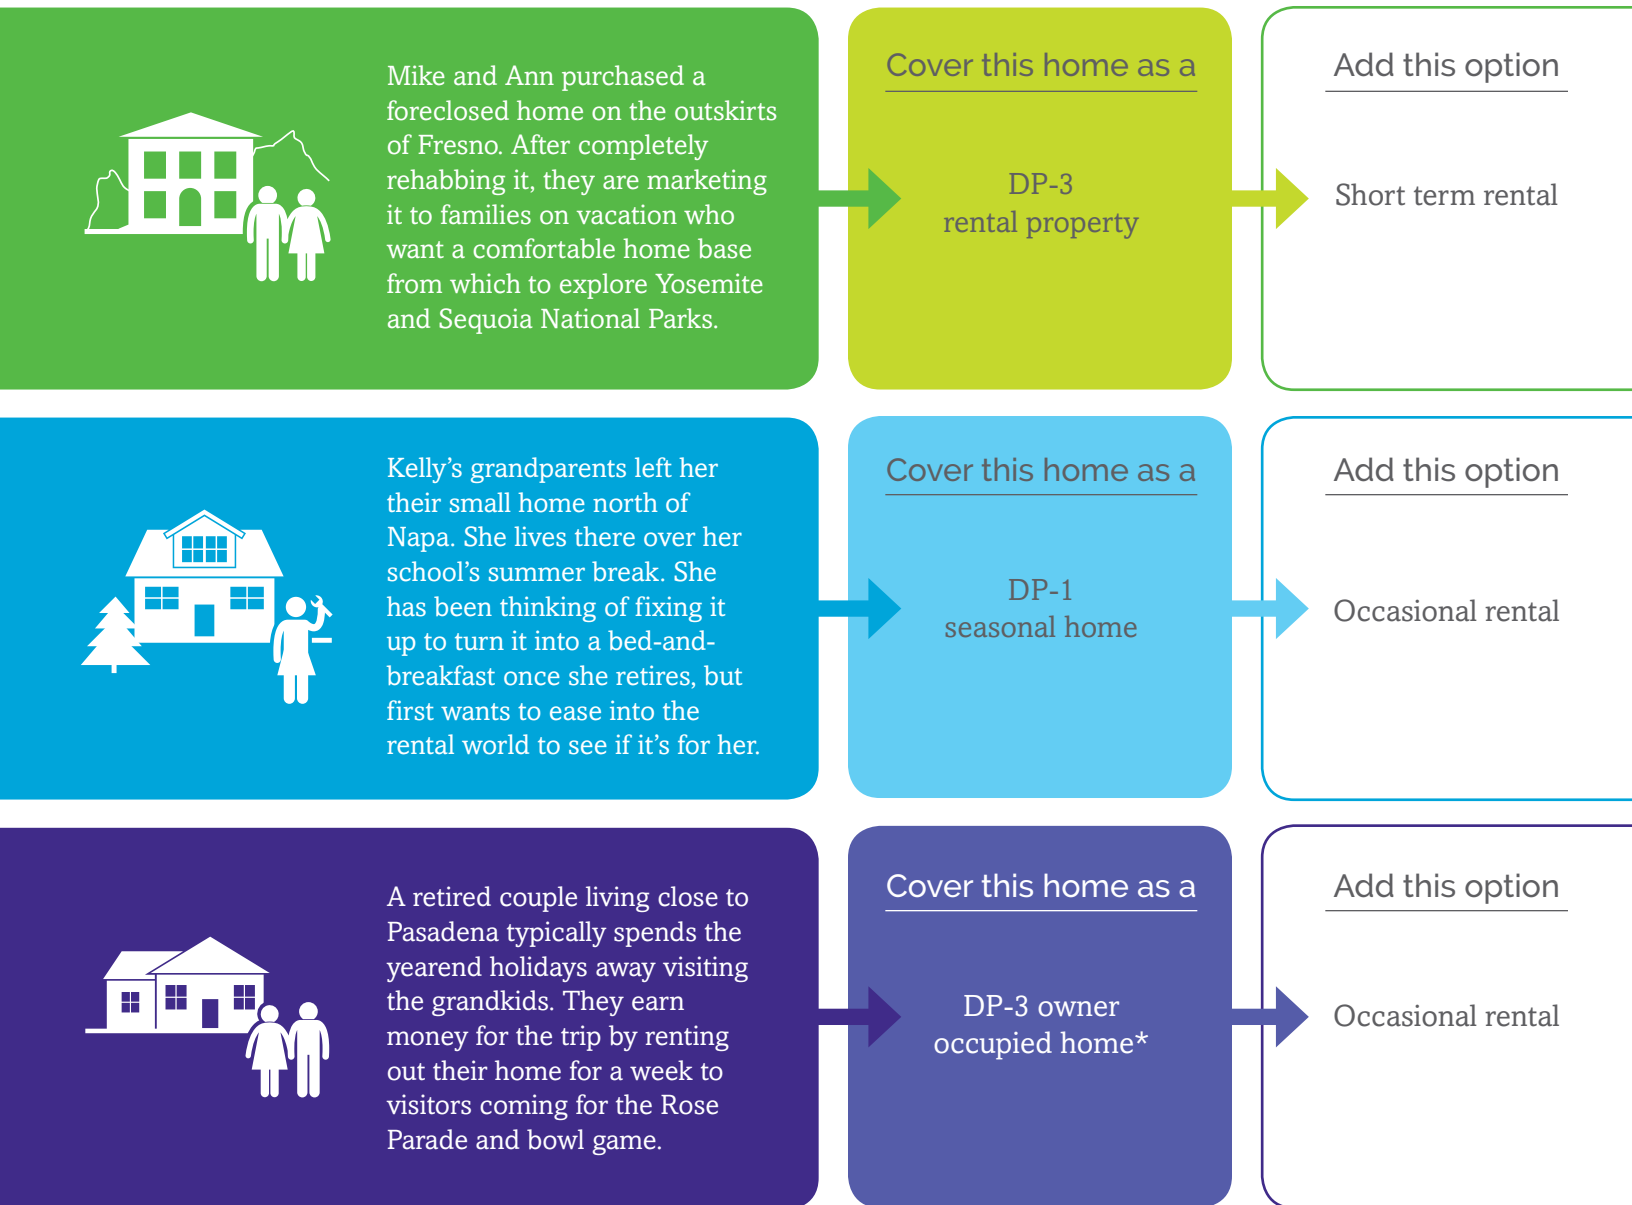 Mike and Ann purchased a
foreclosed home on the outskirts
of Fresno. After completely
rehabbing it, they are marketing
it to families on vacation who
want a comfortable home base
from which to explore Yosemite
and Sequoia National Parks.
Cover this home as a
DP-3
rental property
Add this option
Short term rental
Kelly’s grandparents left her
their small home north of
Napa. She lives there over her
school’s summer break. She
has been thinking of fixing it
up to turn it into a bed-and-
breakfast once she retires, but
first wants to ease into the
rental world to see if it’s for her.
Cover this home as a
DP-1
seasonal home
Add this option
Occasional rental
A retired couple living close to
Pasadena typically spends the
yearend holidays away visiting
the grandkids. They earn
money for the trip by renting
out their home for a week to
visitors coming for the Rose
Parade and bowl game.
Cover this home as a
DP-3 owner
occupied home*
Add this option
Occasional rental